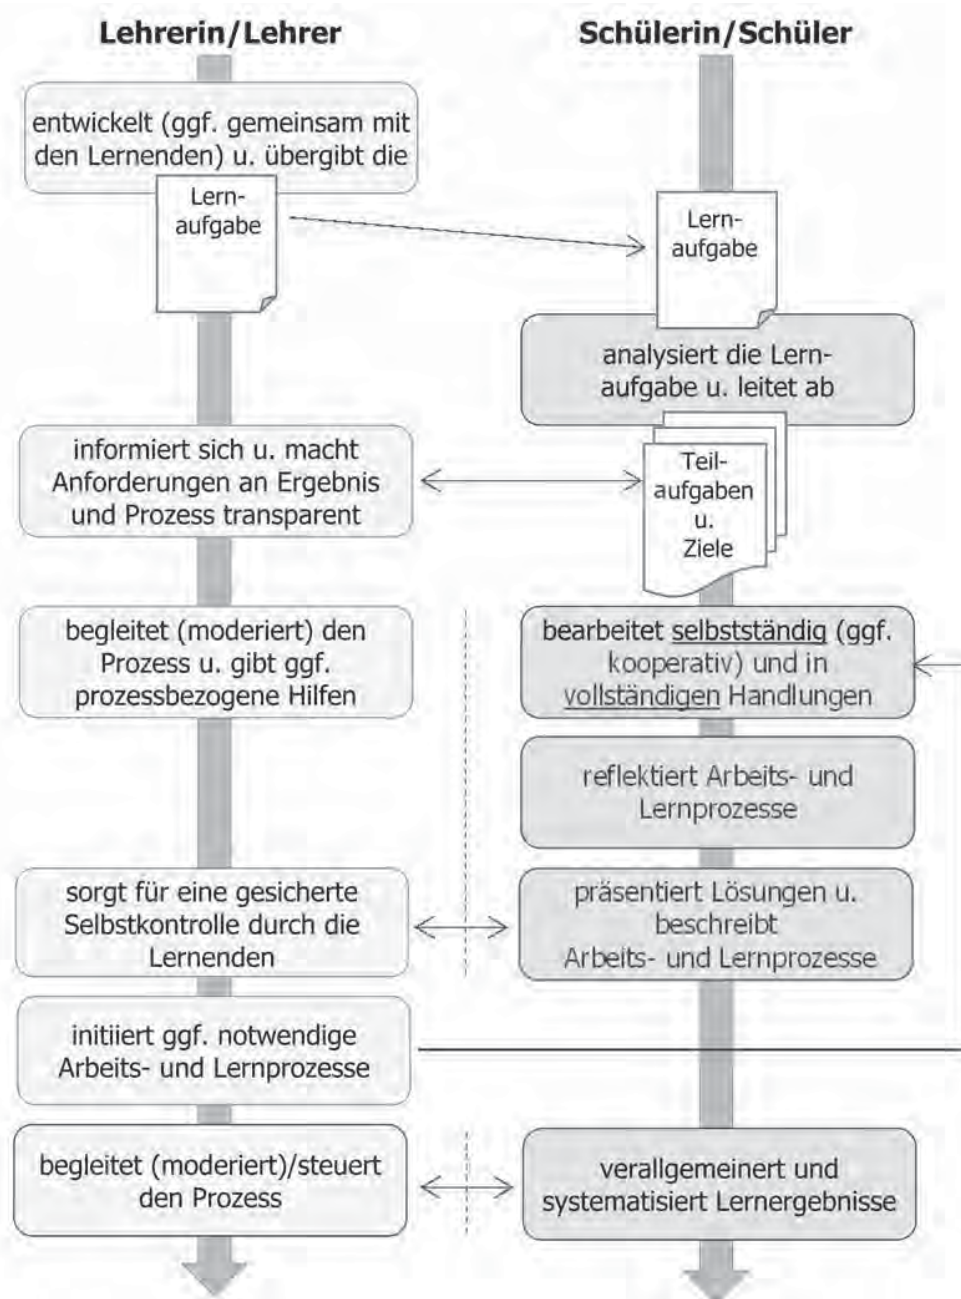 Lehrerin/Lehrer
Schülerin/Schüler
entwickelt (ggf. gemeinsam mit
den Lernenden) u. übergibt die
Lern-
aufgabe
Lern-
aufgabe
analysiert die Lern-
aufgabe u. leitet ab
informiert sich u. macht
Anforderungen an Ergebnis
und Prozess transparent
Teil-
aufgaben
u.
Ziele
begleitet (moderiert) den
Prozess u. gibt ggf.
prozessbezogene Hilfen
bearbeitet selbstständig (ggf.
kooperativ) und in
vollständigen Handlungen
reflektiert Arbeits- und
Lernprozesse
sorgt für eine gesicherte
Selbstkontrolle durch die
Lernenden
präsentiert Lösungen u.
beschreibt
Arbeits- und Lernprozesse
initiiert ggf. notwendige
Arbeits- und Lernprozesse
begleitet (moderiert)/steuert
den Prozess
verallgemeinert und
systematisiert Lernergebnisse